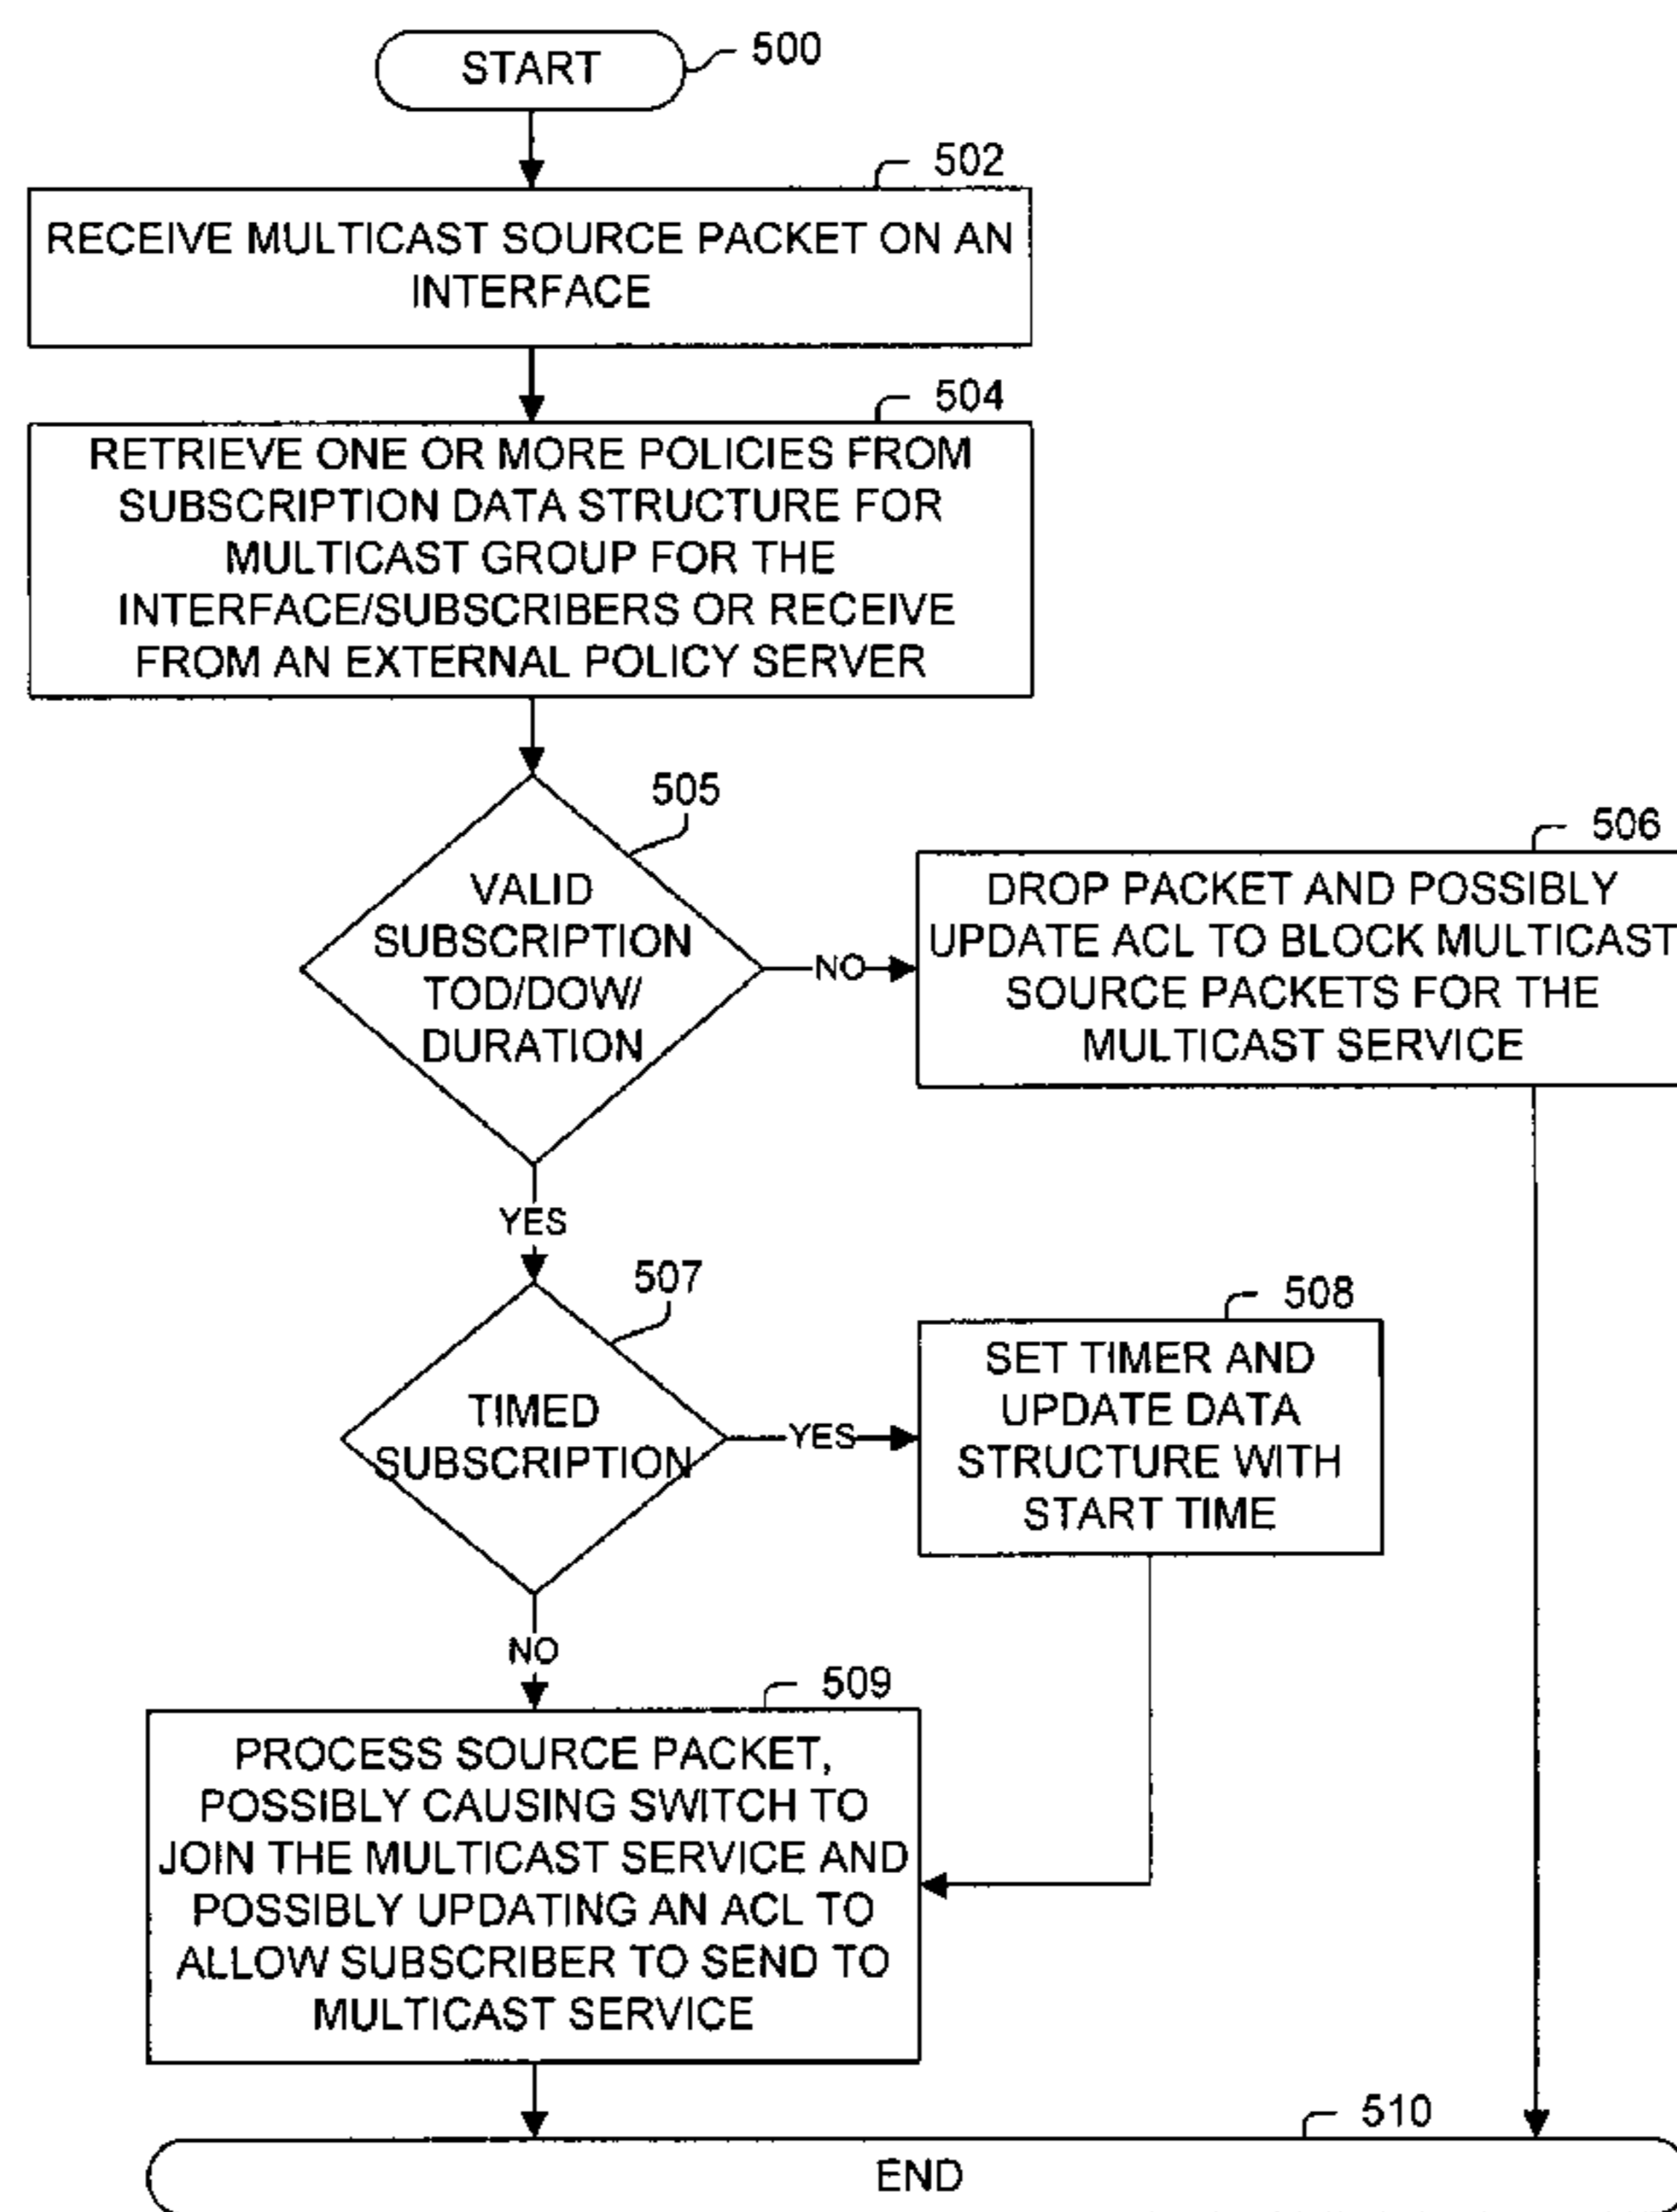 START
500
502
RECEIVE MULTICAST SOURCE PACKET ON AN
INTERFACE
504
RETRIEVE ONE OR MORE POLICIES FROM
SUBSCRIPTION DATA STRUCTURE FOR
MULTICAST GROUP FOR THE
INTERFACE/SUBSCRIBERS OR RECEIVE
FROM AN EXTERNAL POLICY SERVER
505
VALID
SUBSCRIPTION
TOD/DOW/
DURATION
NO
506
DROP PACKET AND POSSIBLY
UPDATE ACL TO BLOCK MULTICAST
SOURCE PACKETS FOR THE
MULTICAST SERVICE
YES
507
TIMED
SUBSCRIPTION
YES
508
SET TIMER AND
UPDATE DATA
STRUCTURE WITH
START TIME
NO
509
PROCESS SOURCE PACKET,
POSSIBLY CAUSING SWITCH TO
JOIN THE MULTICAST SERVICE AND
POSSIBLY UPDATING AN ACL TO
ALLOW SUBSCRIBER TO SEND TO
MULTICAST SERVICE
510
END